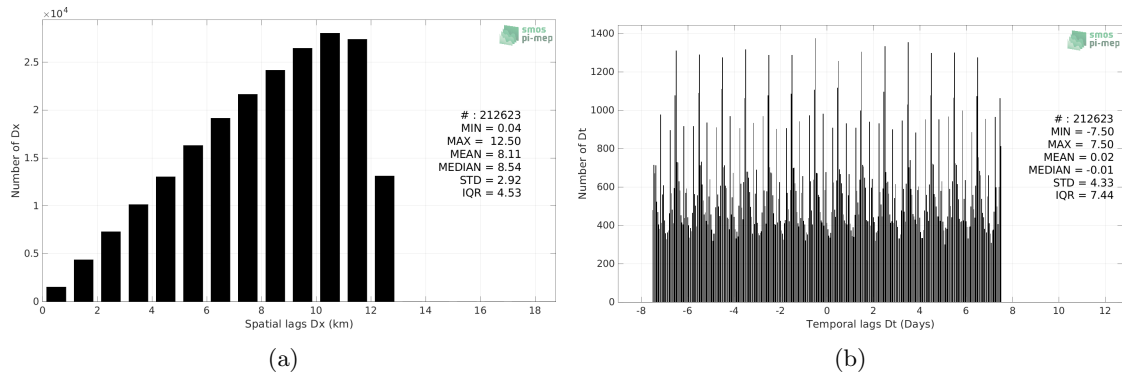 ×10⁴
smos
pi-mep
2.5
2
1.5
1
0.5
0
Number of Dx
# : 212623
MIN = 0.04
MAX = 12.50
MEAN = 8.11
MEDIAN = 8.54
STD = 2.92
IQR = 4.53
0 2 4 6 8 10 12 14 16 18
Spatial lags Dx (km)
(a)
smos
pi-mep
1400
1200
1000
800
600
400
200
0
Number of Dt
# : 212623
MIN = -7.50
MAX = 7.50
MEAN = 0.02
MEDIAN = -0.01
STD = 4.33
IQR = 7.44
-8 -6 -4 -2 0 2 4 6 8 10 12
Temporal lags Dt (Days)
(b)